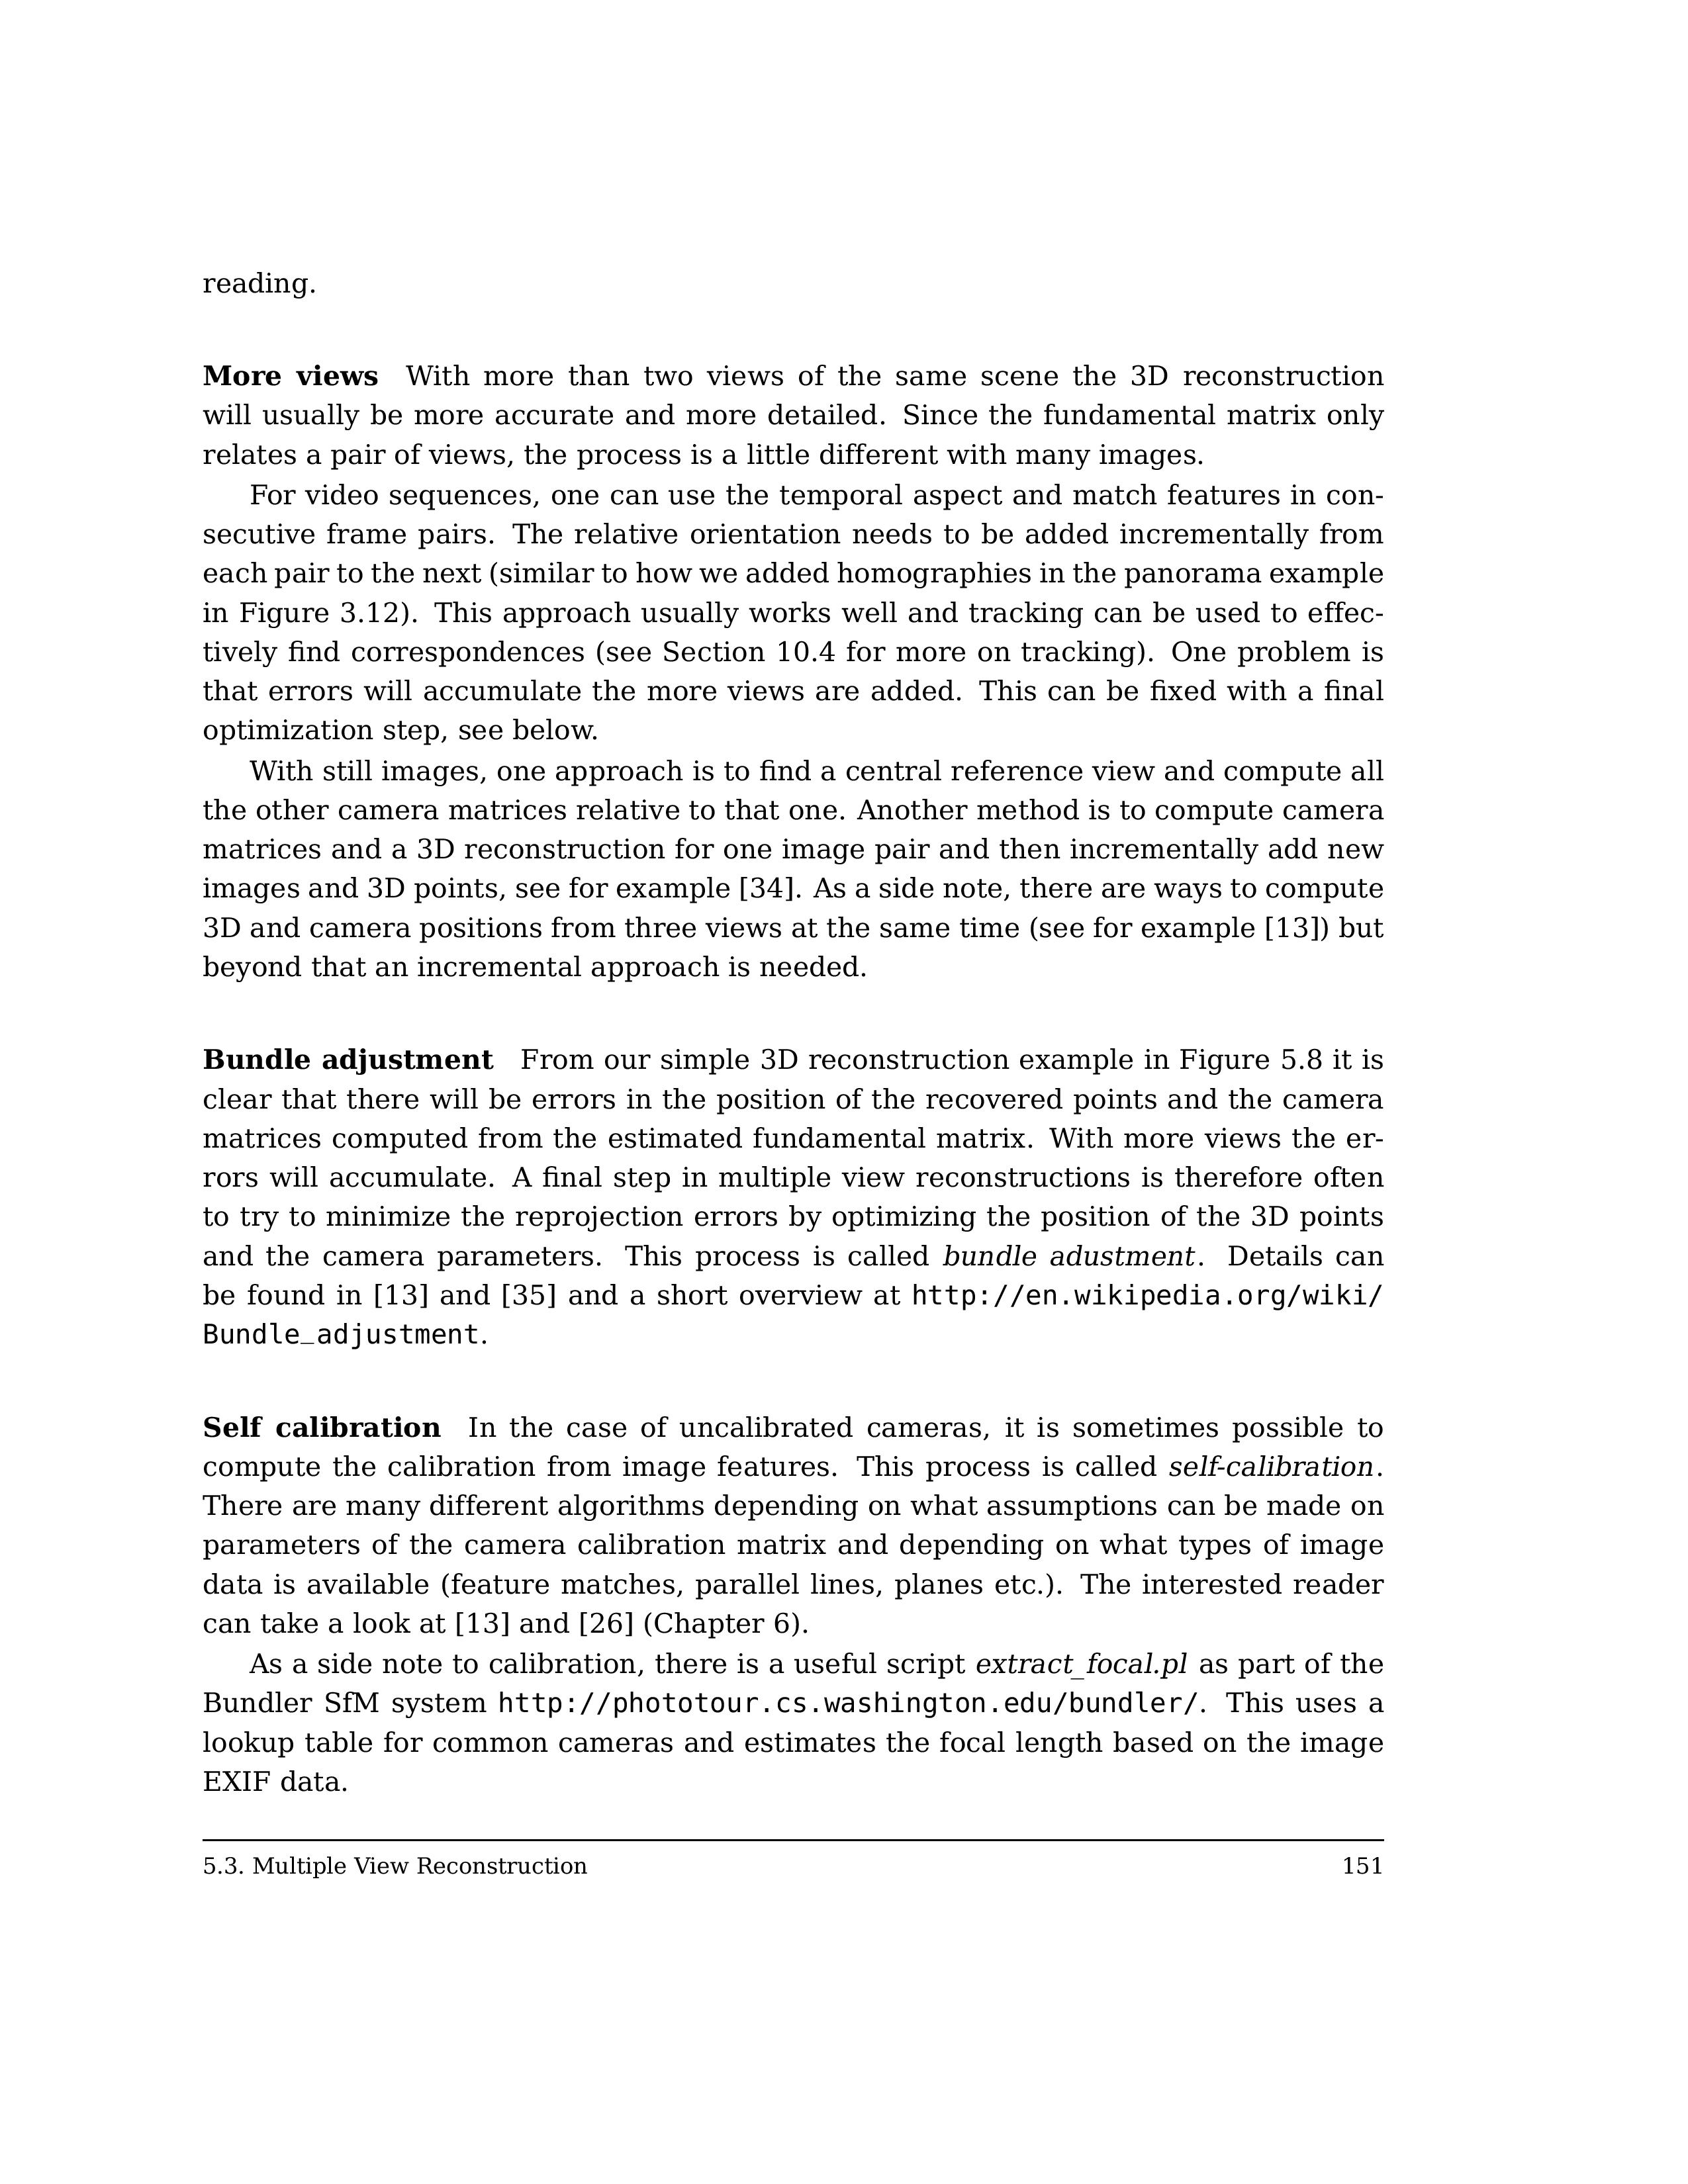 reading.
More views With more than two views of the same scene the 3D reconstruction
will usually be more accurate and more detailed. Since the fundamental matrix only
relates a pair of views, the process is a little different with many images.
For video sequences, one can use the temporal aspect and match features in con-
secutive frame pairs. The relative orientation needs to be added incrementally from
each pair to the next (similar to how we added homographies in the panorama example
in Figure 3.12). This approach usually works well and tracking can be used to effec-
tively find correspondences (see Section 10.4 for more on tracking). One problem is
that errors will accumulate the more views are added. This can be fixed with a final
optimization step, see below.
With still images, one approach is to find a central reference view and compute all
the other camera matrices relative to that one. Another method is to compute camera
matrices and a 3D reconstruction for one image pair and then incrementally add new
images and 3D points, see for example [34]. As a side note, there are ways to compute
3D and camera positions from three views at the same time (see for example [13]) but
beyond that an incremental approach is needed.
Bundle adjustment From our simple 3D reconstruction example in Figure 5.8 it is
clear that there will be errors in the position of the recovered points and the camera
matrices computed from the estimated fundamental matrix. With more views the er-
rors will accumulate. A final step in multiple view reconstructions is therefore often
to try to minimize the reprojection errors by optimizing the position of the 3D points
and the camera parameters. This process is called bundle adustment. Details can
be found in [13] and [35] and a short overview at http://en.wikipedia.org/wiki/
Bundle_adjustment.
Self calibration In the case of uncalibrated cameras, it is sometimes possible to
compute the calibration from image features. This process is called self-calibration.
There are many different algorithms depending on what assumptions can be made on
parameters of the camera calibration matrix and depending on what types of image
data is available (feature matches, parallel lines, planes etc.). The interested reader
can take a look at [13] and [26] (Chapter 6).
As a side note to calibration, there is a useful script extract_focal.pl as part of the
Bundler SfM system http://phototour.cs.washington.edu/bundler/. This uses a
lookup table for common cameras and estimates the focal length based on the image
EXIF data.
5.3. Multiple View Reconstruction 151